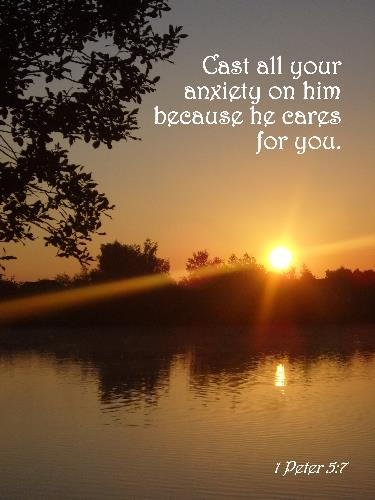 Cast all your
anxiety on him
because he cares
for you.
1 Peter 5:7